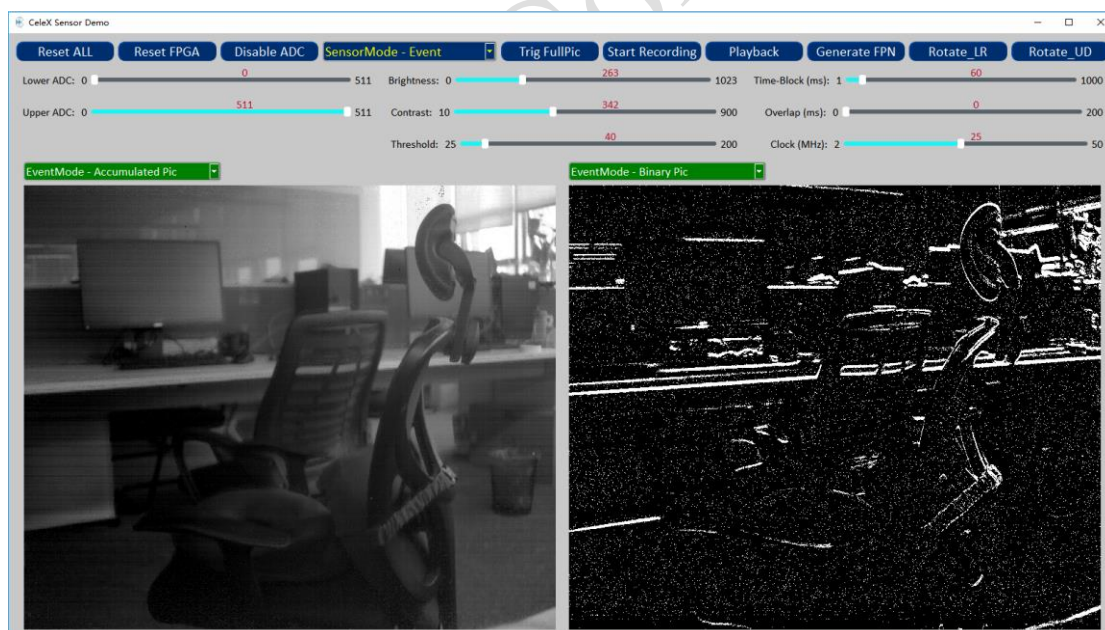 CeleX Sensor Demo
Reset ALL Reset FPGA Disable ADC SensorMode - Event Trig FullPic Start Recording Playback Generate FPN Rotate_LR Rotate_UD
Lower ADC: 0 0 511 Brightness: 0 263 1023 Time-Block (ms): 1 60 1000
Upper ADC: 0 511 511 Contrast: 10 342 900 Overlap (ms): 0 0 200
Threshold: 25 40 200 Clock (MHz): 2 25 50
EventMode - Accumulated Pic EventMode - Binary Pic